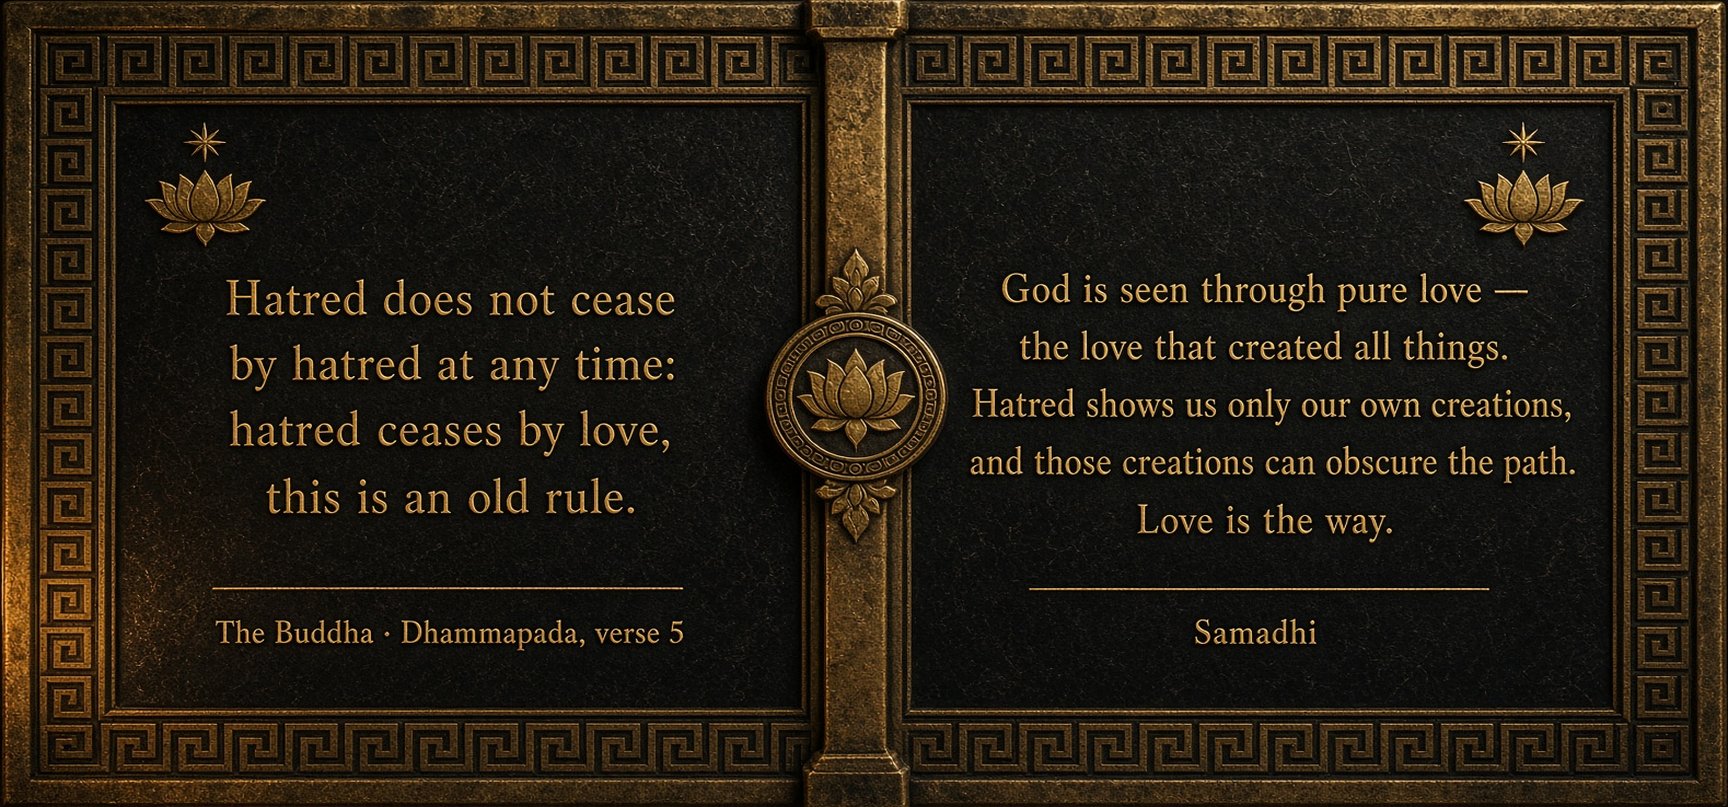 Hatred does not cease
by hatred at any time:
hatred ceases by love,
this is an old rule.
The Buddha · Dhammapada, verse 5
God is seen through pure love —
the love that created all things.
Hatred shows us only our own creations,
and those creations can obscure the path.
Love is the way.
Samadhi